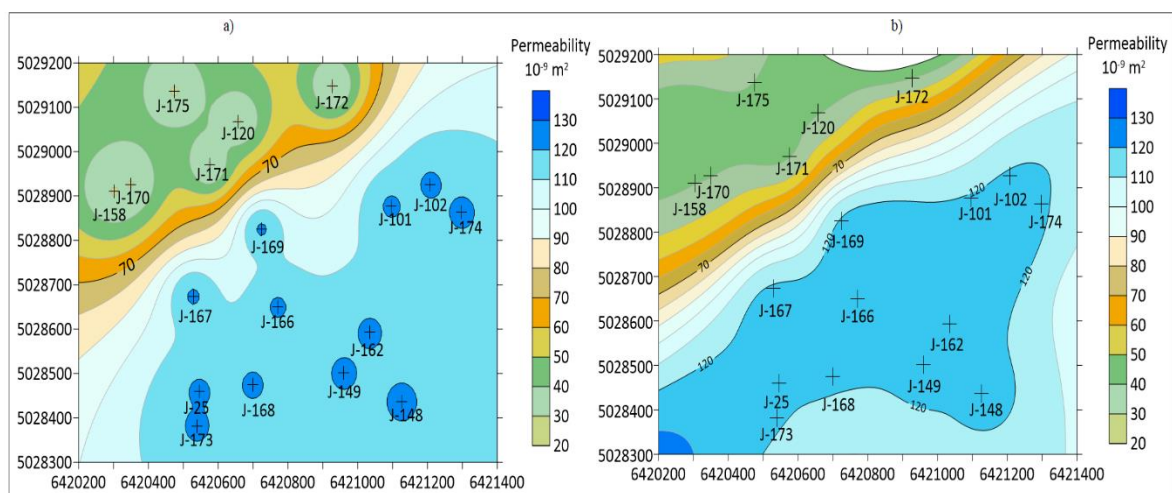 a)
Permeability
10⁻⁹ m²
5029200
5029100
5029000
5028900
5028800
5028700
5028600
5028500
5028400
5028300
6420200 6420400 6420600 6420800 6421000 6421200 6421400
J-175
J-172
J-120
J-171
J-170
J-158
70
70
J-102
J-101
J-174
J-169
J-167
J-166
J-162
J-149
J-25
J-168
J-148
J-173
130
120
110
100
90
80
70
60
50
40
30
20
b)
Permeability
10⁻⁹ m²
5029200
5029100
5029000
5028900
5028800
5028700
5028600
5028500
5028400
5028300
6420200 6420400 6420600 6420800 6421000 6421200 6421400
J-175
J-172
J-120
J-171
J-170
J-158
70
70
120
J-102
J-101
J-174
J-169
120
J-167
J-166
120
J-162
120
J-149
J-25
J-168
120
J-148
J-173
120
130
120
110
100
90
80
70
60
50
40
30
20